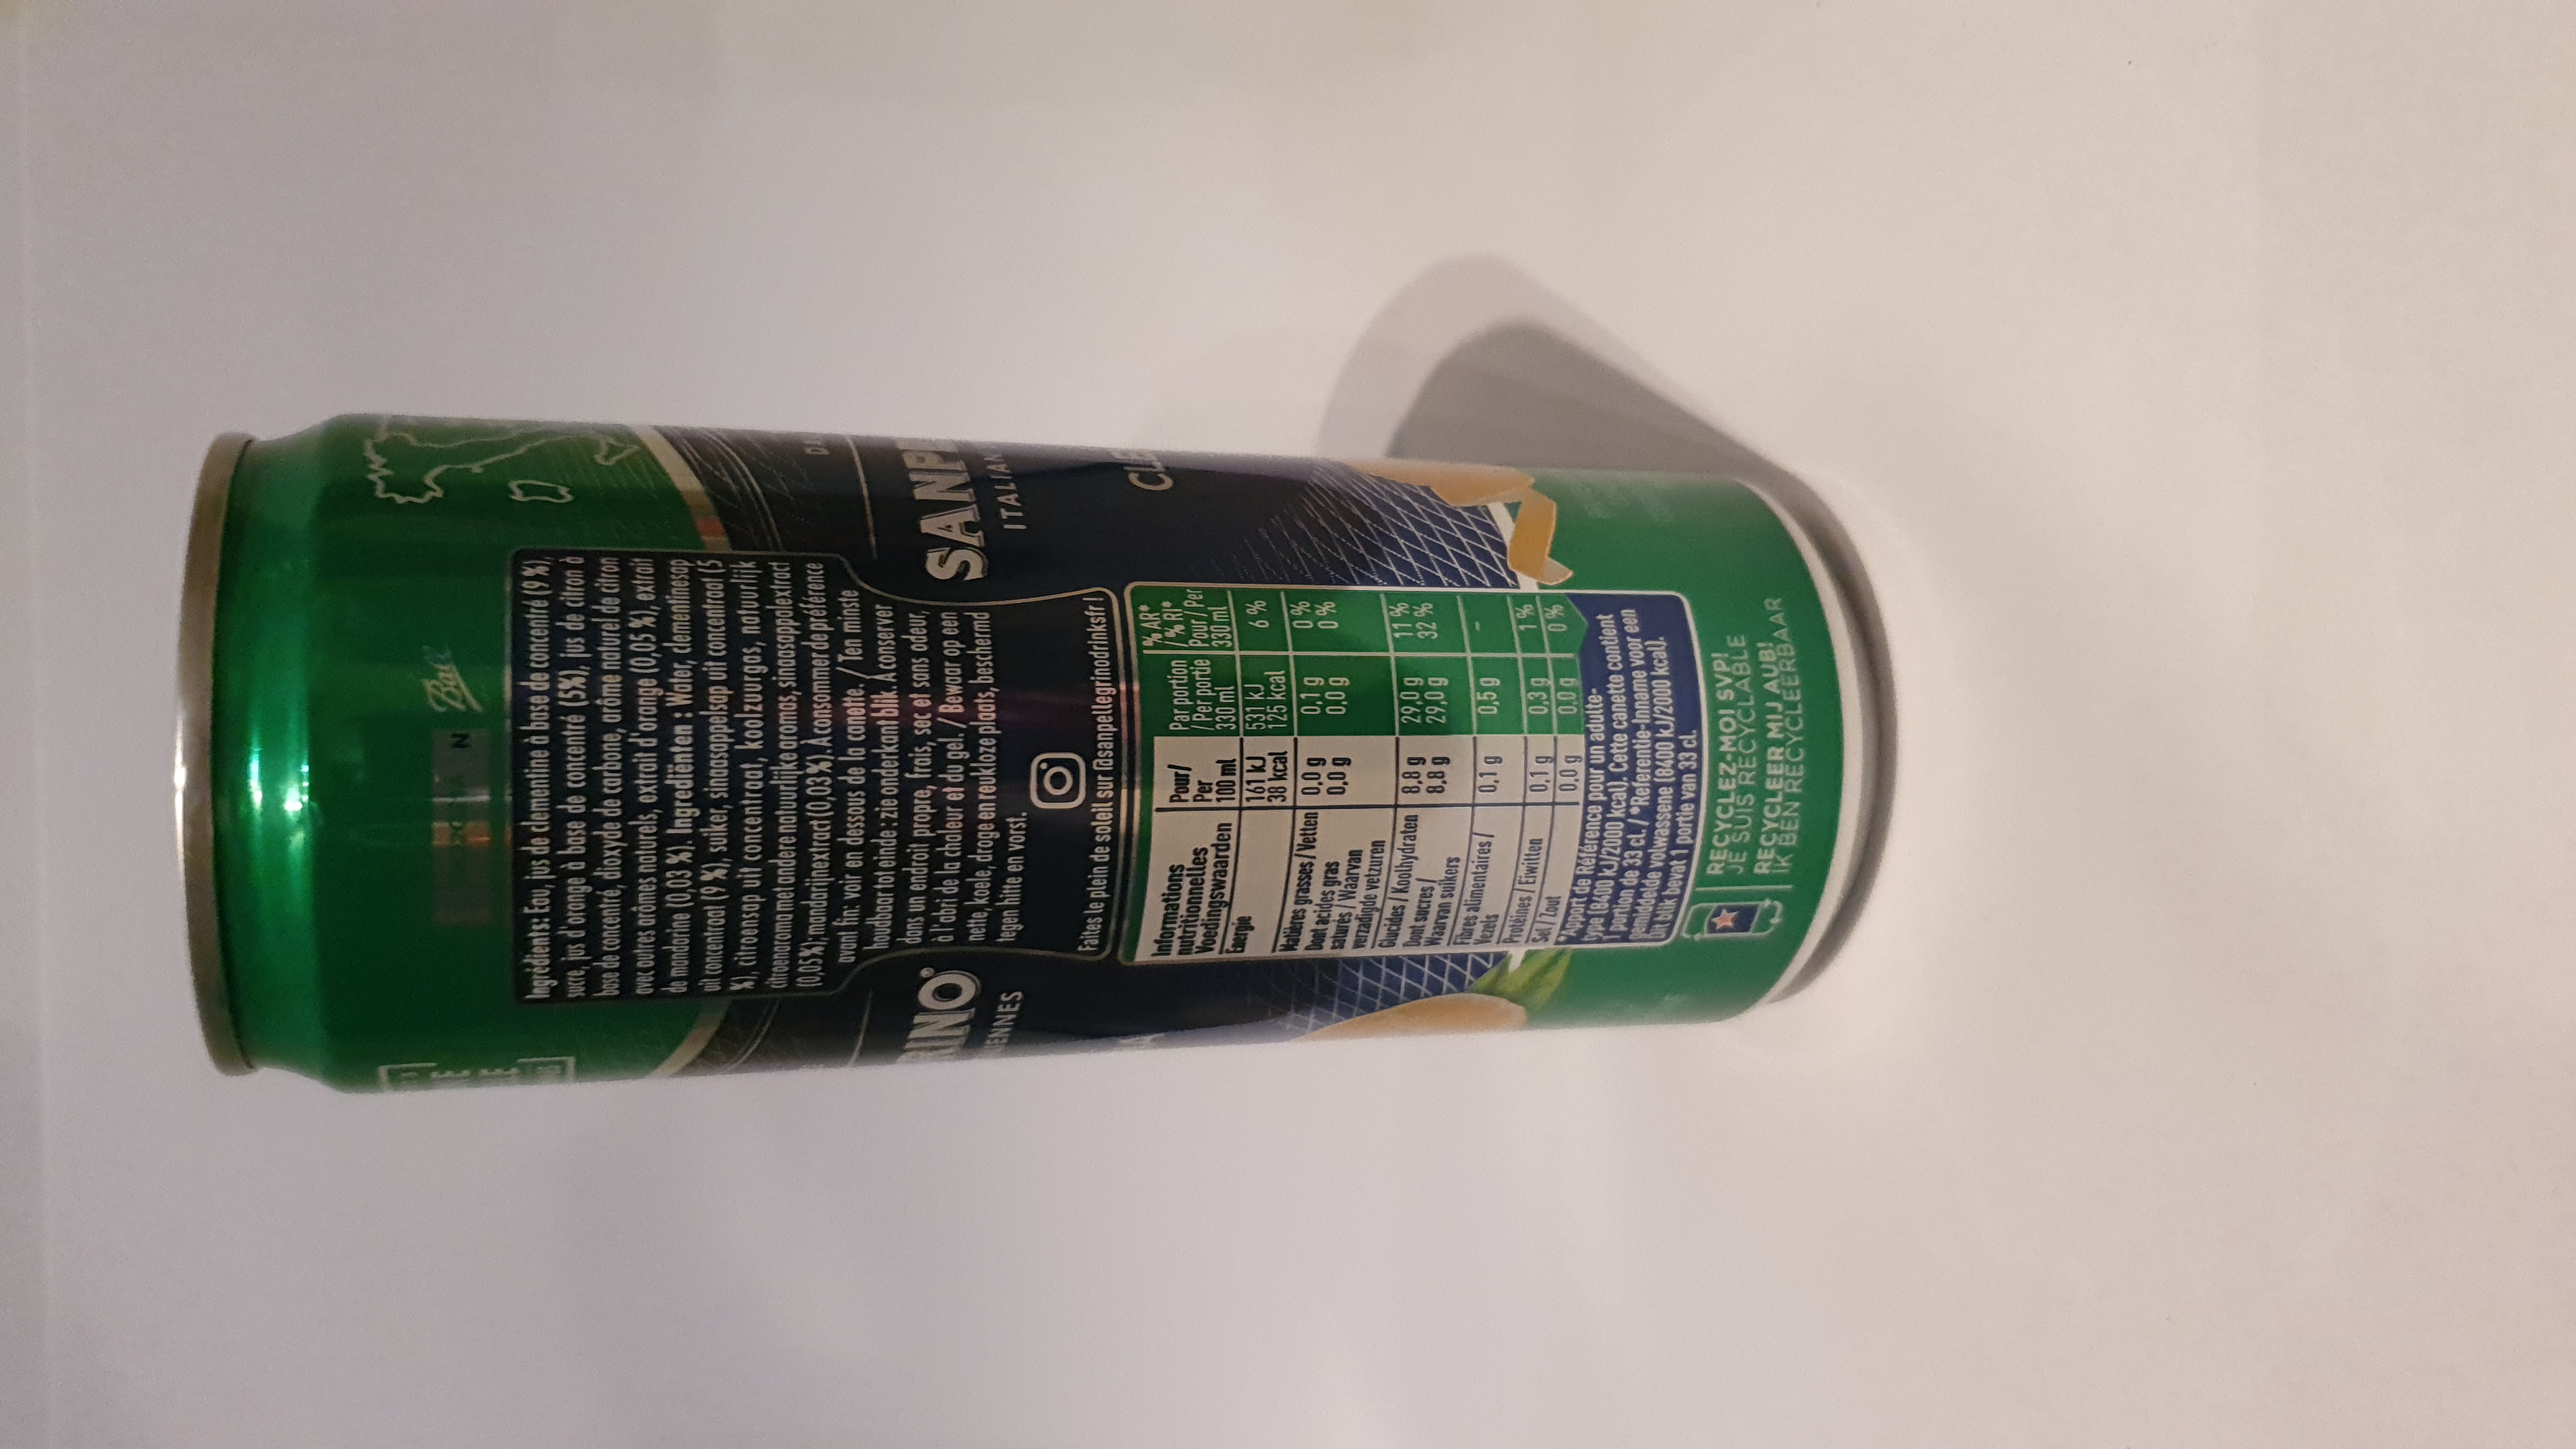 N Ball
Ingrédients: Eau, jus de clementine à base de concentré (9 %),
sucre, jus d'orange à base de concentré (5%), jus de citron à
base de concentré, dioxyde de carbone, arôme naturel de citron
avec autres arômes naturels, extrait d'orange (0,05 %), extrait
de mandarine (0,03 %). Ingrediënten : Water, clementinesap
uit concentraat (9 %), suiker, sinaasappelsap uit concentraat (5
%), citroensap uit concentraat, koolzuurgas, natuurlijk
citroenaroma met andere natuurlijke aromas, sinaasappalextract
(0,05%); mandarijnextract (0,03%). À consommer de préférence
avant fin: voir en dessous de la canette. / Ten minste
houdbaar tot einde : zie onderkant blik. À conserver
dans un endroit propre, frais, sec et sans odeur,
à l'abri de la chaleur et du gel. / Bewaar op een
nette, koele, droge en reukloze plaats, beschermd
tegen hitte en vorst.
Faites le plein de soleil sur @sanpellegrinodrinksfr !
RINO®
IENNES
SANPE
ITALIAN
CLE
Informations
nutritionnelles
Voedingswaarden
Pour/
Per
100 ml
Par portion
/ Per portie
330 ml
% AR*
/ % RI*
Pour / Per
330 ml
Énergie 161 kJ 531 kJ 6 %
38 kcal 125 kcal
Matières grasses / Vetten 0,0 g 0,1 g 0 %
Dont acides gras 0,0 g 0,0 g 0 %
saturés / Waarvan
verzadigde vetzuren
Glucides / Koolhydraten 8,8 g 29,0 g 11 %
Dont sucres / 8,8 g 29,0 g 32 %
Waarvan suikers
Fibres alimentaires / 0,1 g 0,5 g -
Vezels
Protéines / Eiwitten 0,1 g 0,3 g 1 %
Sel / Zout 0,0 g 0,0 g 0 %
*Apport de Référence pour un adulte-
type (8400 kJ/2000 kcal). Cette canette contient
1 portion de 33 cl. / *Referentie-Inname voor een
gemiddelde volwassene (8400 kJ/2000 kcal).
Dit blik bevat 1 portie van 33 cl.
RECYCLEZ-MOI SVP!
JE SUIS RECYCLABLE
RECYCLEER MIJ AUB!
IK BEN RECYCLEERBAAR